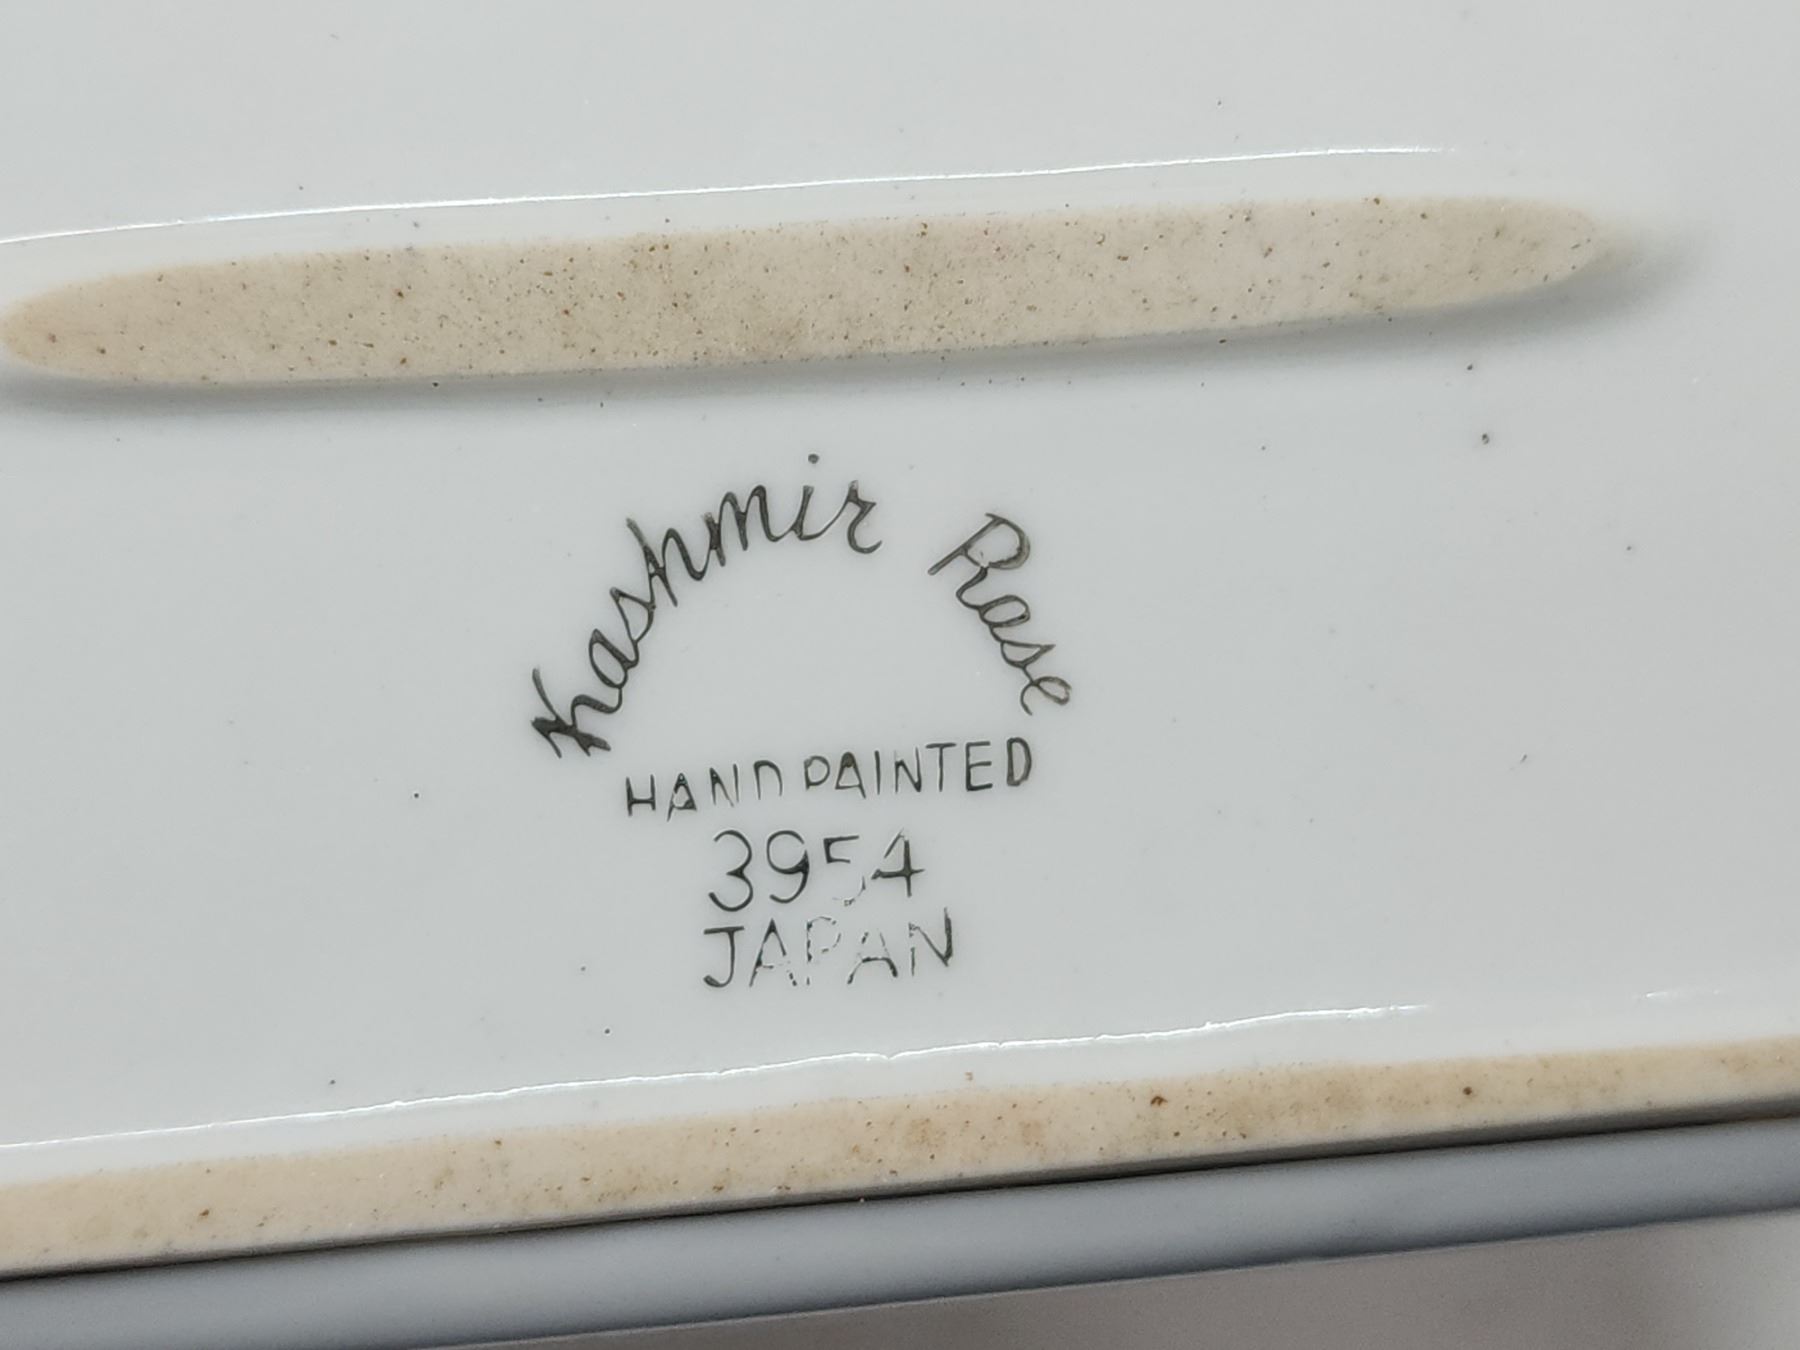 Kashmir Rose
HAND PAINTED
3954
JAPAN